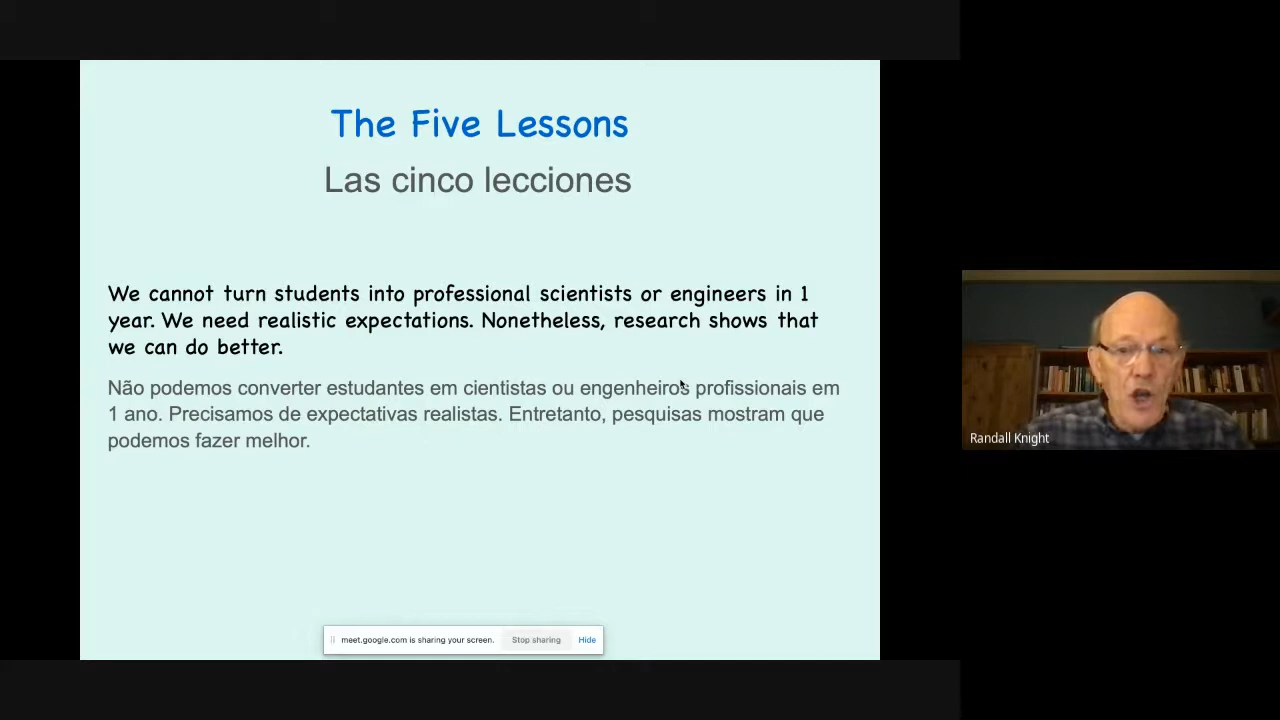 The Five Lessons
Las cinco lecciones
We cannot turn students into professional scientists or engineers in 1
year. We need realistic expectations. Nonetheless, research shows that
we can do better.
Não podemos converter estudantes em cientistas ou engenheiros profissionais em
1 ano. Precisamos de expectativas realistas. Entretanto, pesquisas mostram que
podemos fazer melhor.
Randall Knight
meet.google.com is sharing your screen. Stop sharing Hide